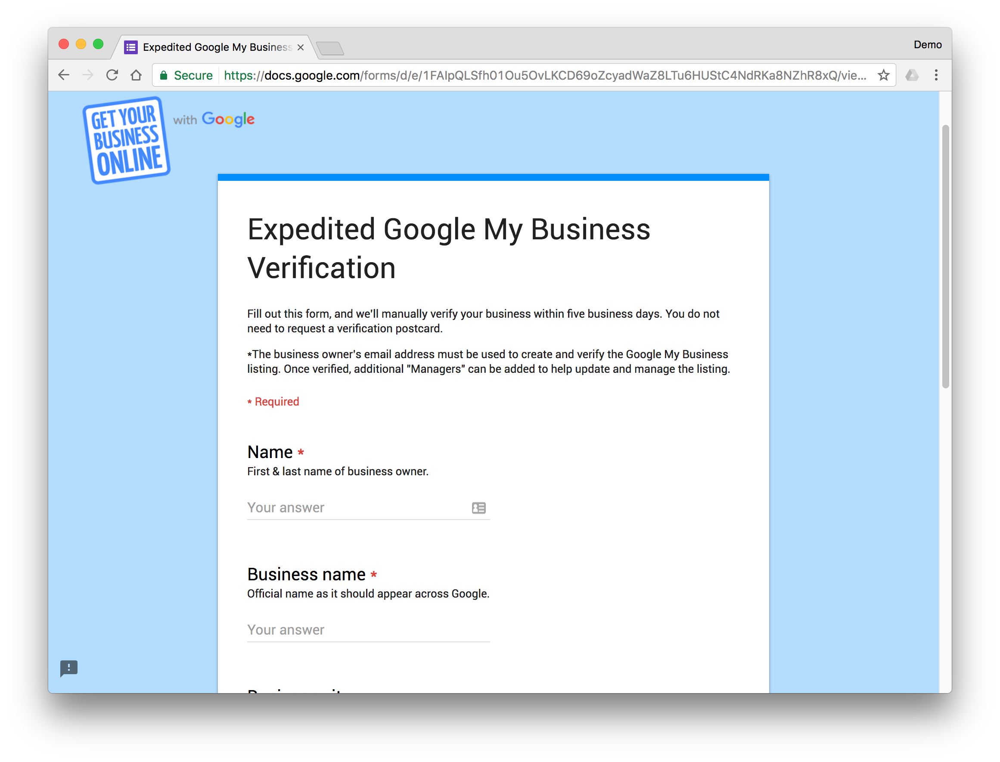 Expedited Google My Business
Demo
Secure
https://docs.google.com/forms/d/e/1FAIpQLSfh01Ou5OvLKCD69oZcyadWaZ8LTu6HUStC4NdRKa8NZhR8xQ/vie...
GET YOUR
BUSINESS
ONLINE
with Google
Expedited Google My Business
Verification
Fill out this form, and we'll manually verify your business within five business days. You do not
need to request a verification postcard.
*The business owner's email address must be used to create and verify the Google My Business
listing. Once verified, additional "Managers" can be added to help update and manage the listing.
* Required
Name *
First & last name of business owner.
Your answer
Business name *
Official name as it should appear across Google.
Your answer